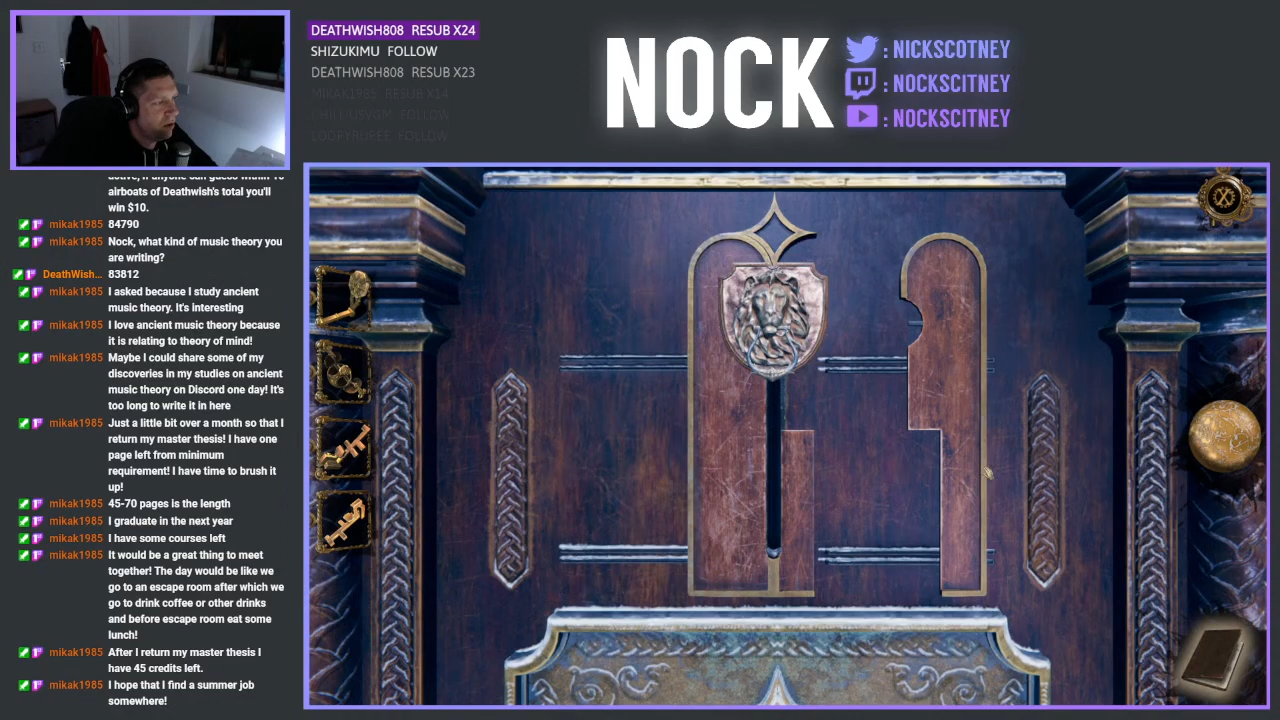 DEATHWISH808 RESUB X24
SHIZUKIMU FOLLOW
DEATHWISH808 RESUB X23
MIKAK1985 RESUB X14
NOCK
: NICKSCOTNEY
: NOCKSCITNEY
: NOCKSCITNEY
airboats of Deathwish's total you'll
win $10.
mikak1985 84790
mikak1985 Nock, what kind of music theory you
are writing?
DeathWish... 83812
mikak1985 I asked because I study ancient
music theory. It's interesting
mikak1985 I love ancient music theory because
it is relating to theory of mind!
mikak1985 Maybe I could share some of my
discoveries in my studies on ancient
music theory on Discord one day! It's
too long to write it in here
mikak1985 Just a little bit over a month so that I
return my master thesis! I have one
page left from minimum
requirement! I have time to brush it
up!
mikak1985 45-70 pages is the length
mikak1985 I graduate in the next year
mikak1985 I have some courses left
mikak1985 It would be a great thing to meet
together! The day would be like we
go to an escape room after which we
go to drink coffee or other drinks
and before escape room eat some
lunch!
mikak1985 After I return my master thesis I
have 45 credits left.
mikak1985 I hope that I find a summer job
somewhere!